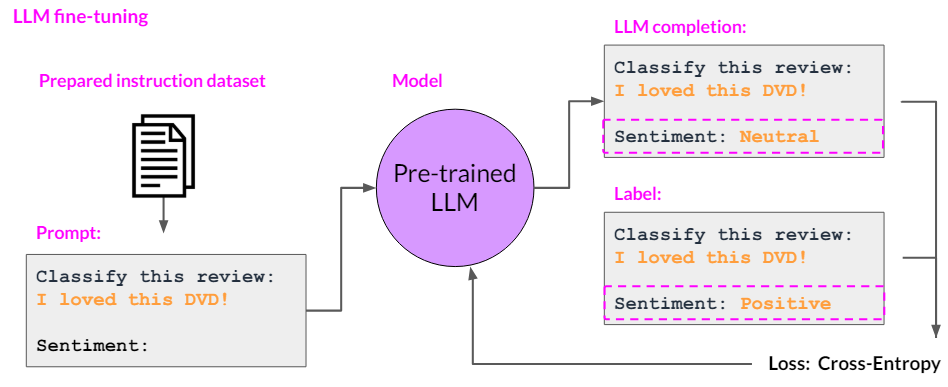 LLM fine-tuning
Prepared instruction dataset
Prompt:
Classify this review:
I loved this DVD!
Sentiment:
Model
Pre-trained
LLM
LLM completion:
Classify this review:
I loved this DVD!
Sentiment: Neutral
Label:
Classify this review:
I loved this DVD!
Sentiment: Positive
Loss: Cross-Entropy